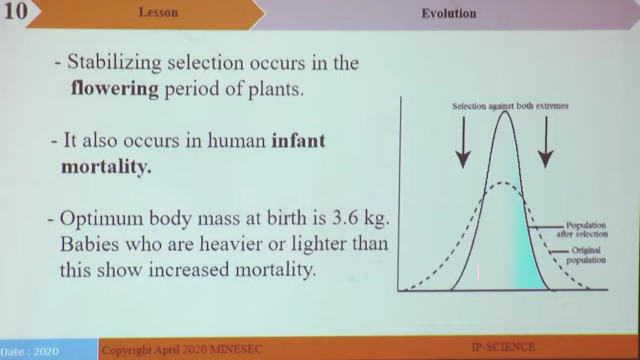 10
Lesson
Evolution
- Stabilizing selection occurs in the
flowering period of plants.
- It also occurs in human infant
mortality.
- Optimum body mass at birth is 3.6 kg.
Babies who are heavier or lighter than
this show increased mortality.
Selection against both extremes
Population
after selection
Original
population
Date : 2020
Copyright April 2020 MINESEC
IP-SCIENCE